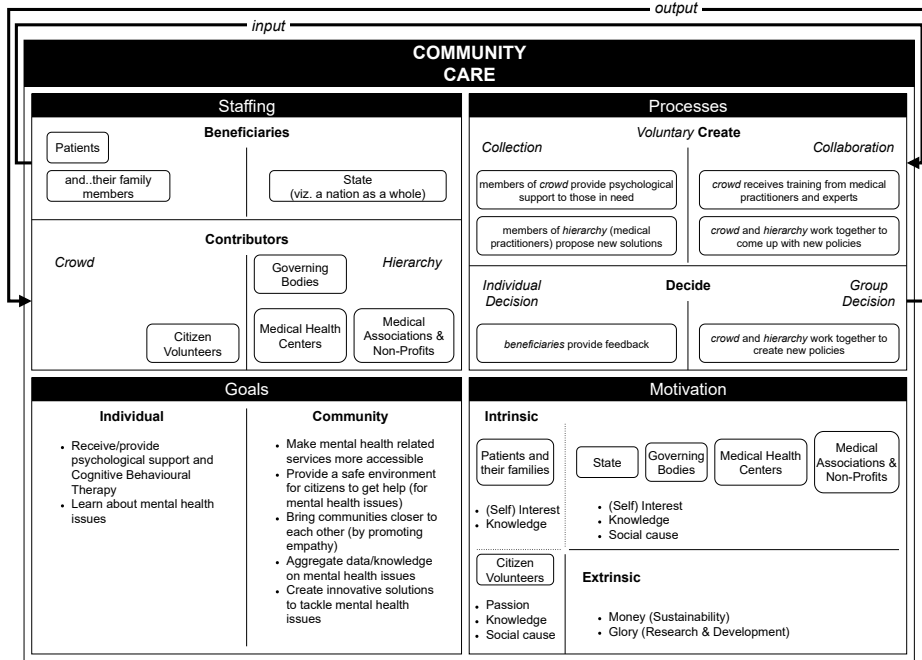 output
input
COMMUNITY
CARE
Staffing
Beneficiaries
Patients
and..their family
members
State
(viz. a nation as a whole)
Contributors
Crowd
Hierarchy
Governing
Bodies
Citizen
Volunteers
Medical Health
Centers
Medical
Associations &
Non-Profits
Processes
Voluntary Create
Collection
Collaboration
members of crowd provide psychological
support to those in need
crowd receives training from medical
practitioners and experts
members of hierarchy (medical
practitioners) propose new solutions
crowd and hierarchy work together to
come up with new policies
Individual
Decision
Decide
Group
Decision
beneficiaries provide feedback
crowd and hierarchy work together to
create new policies
Goals
Individual
• Receive/provide
psychological support and
Cognitive Behavioural
Therapy
• Learn about mental health
issues
Community
• Make mental health related
services more accessible
• Provide a safe environment
for citizens to get help (for
mental health issues)
• Bring communities closer to
each other (by promoting
empathy)
• Aggregate data/knowledge
on mental health issues
• Create innovative solutions
to tackle mental health
issues
Motivation
Intrinsic
Patients and
their families
State
Governing
Bodies
Medical Health
Centers
Medical
Associations &
Non-Profits
• (Self) Interest
• Knowledge
• (Self) Interest
• Knowledge
• Social cause
Citizen
Volunteers
• Passion
• Knowledge
• Social cause
Extrinsic
• Money (Sustainability)
• Glory (Research & Development)